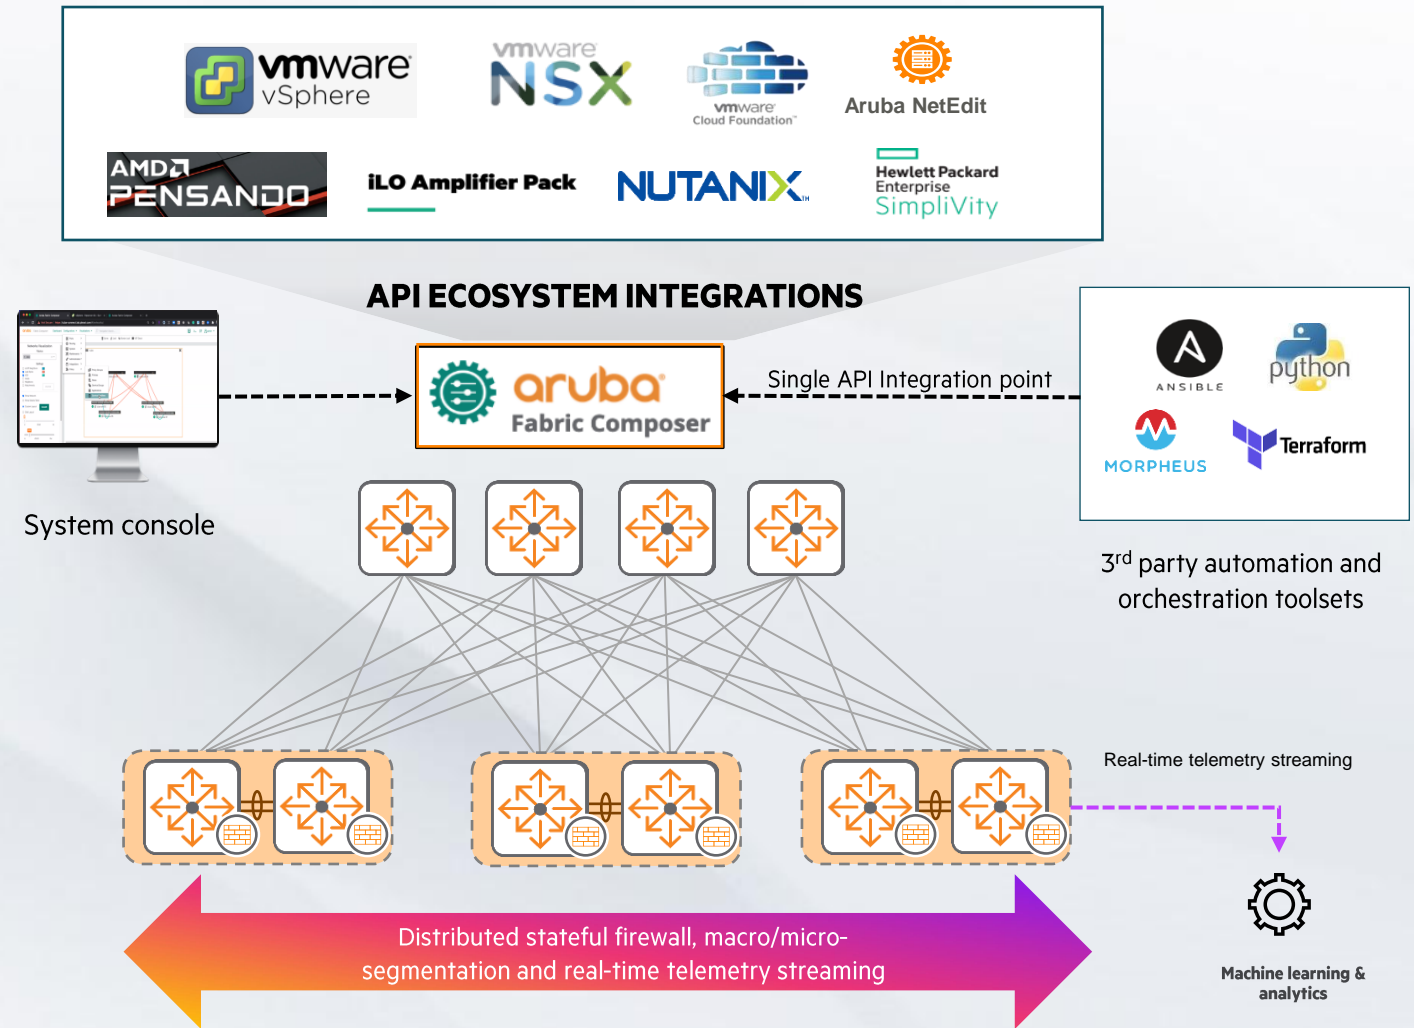 vmware
vSphere
vmware
NSX
vmware
Cloud Foundation™
Aruba NetEdit
AMD
PENSANDO
iLO Amplifier Pack
NUTANIX™
Hewlett Packard
Enterprise
SimpliVity
API ECOSYSTEM INTEGRATIONS
aruba
Fabric Composer
Single API Integration point
ANSIBLE
python
MORPHEUS
Terraform
System console
3rd party automation and
orchestration toolsets
Real-time telemetry streaming
Distributed stateful firewall, macro/micro-
segmentation and real-time telemetry streaming
Machine learning &
analytics